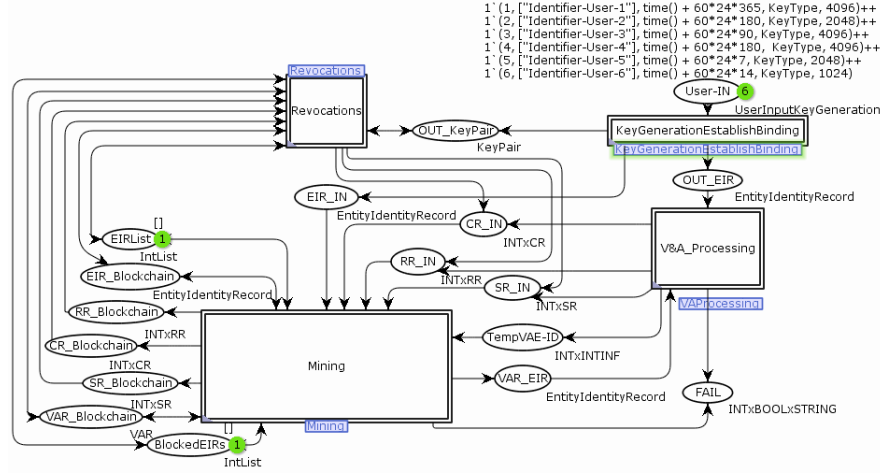 1`(1, ["Identifier-User-1"], time() + 60*24*365, KeyType, 4096)++
1`(2, ["Identifier-User-2"], time() + 60*24*180, KeyType, 2048)++
1`(3, ["Identifier-User-3"], time() + 60*24*90, KeyType, 4096)++
1`(4, ["Identifier-User-4"], time() + 60*24*180, KeyType, 4096)++
1`(5, ["Identifier-User-5"], time() + 60*24*7, KeyType, 2048)++
1`(6, ["Identifier-User-6"], time() + 60*24*14, KeyType, 1024)
Revocations
Revocations
User-IN
6
UserInputKeyGeneration
OUT_KeyPair
KeyPair
KeyGenerationEstablishBinding
KeyGenerationEstablishBinding
OUT_EIR
EntityIdentityRecord
EIR_IN
EntityIdentityRecord
CR_IN
INTxCR
[]
EIRList
1
IntList
RR_IN
INTxRR
V&A_Processing
EIR_Blockchain
EntityIdentityRecord
SR_IN
INTxSR
VAProcessing
RR_Blockchain
INTxRR
TempVAE-ID
INTxINTINF
CR_Blockchain
INTxCR
Mining
SR_Blockchain
INTxSR
VAR_EIR
EntityIdentityRecord
FAIL
INTxBOOLxSTRING
VAR_Blockchain
VAR
Mining
[]
BlockedEIRs
1
IntList